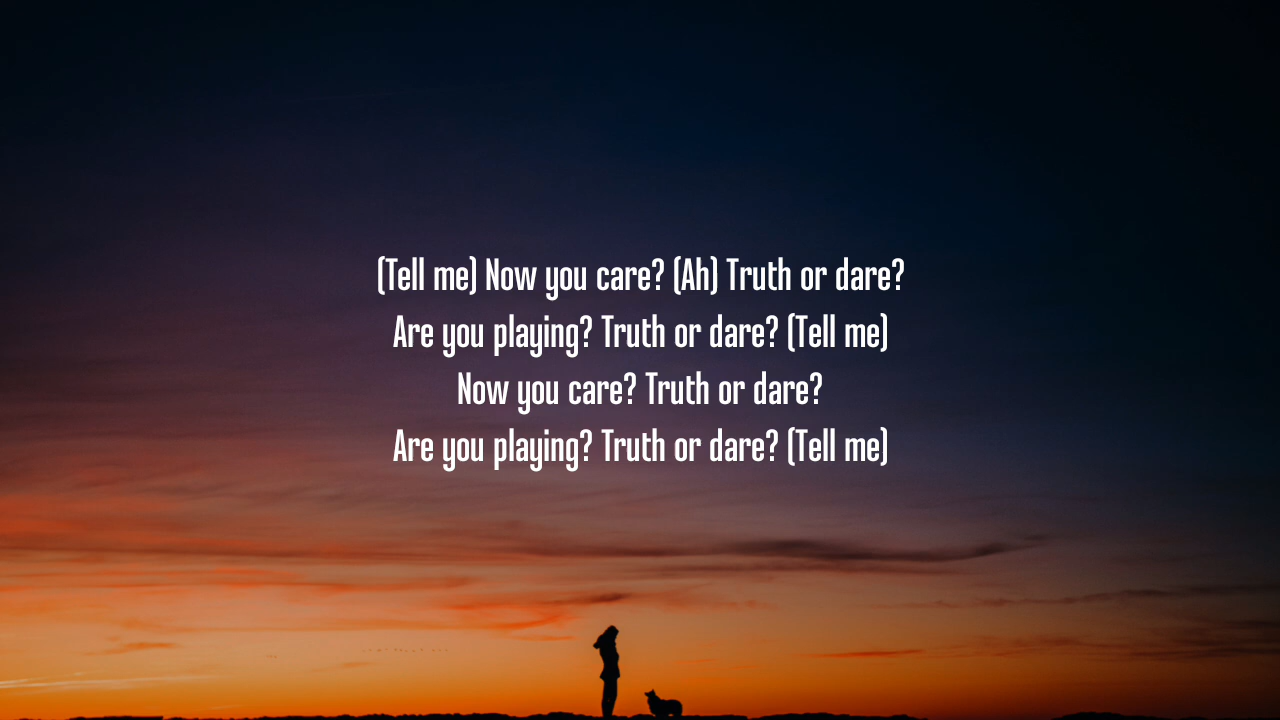 (Tell me) Now you care? (Ah) Truth or dare?
Are you playing? Truth or dare? (Tell me)
Now you care? Truth or dare?
Are you playing? Truth or dare? (Tell me)